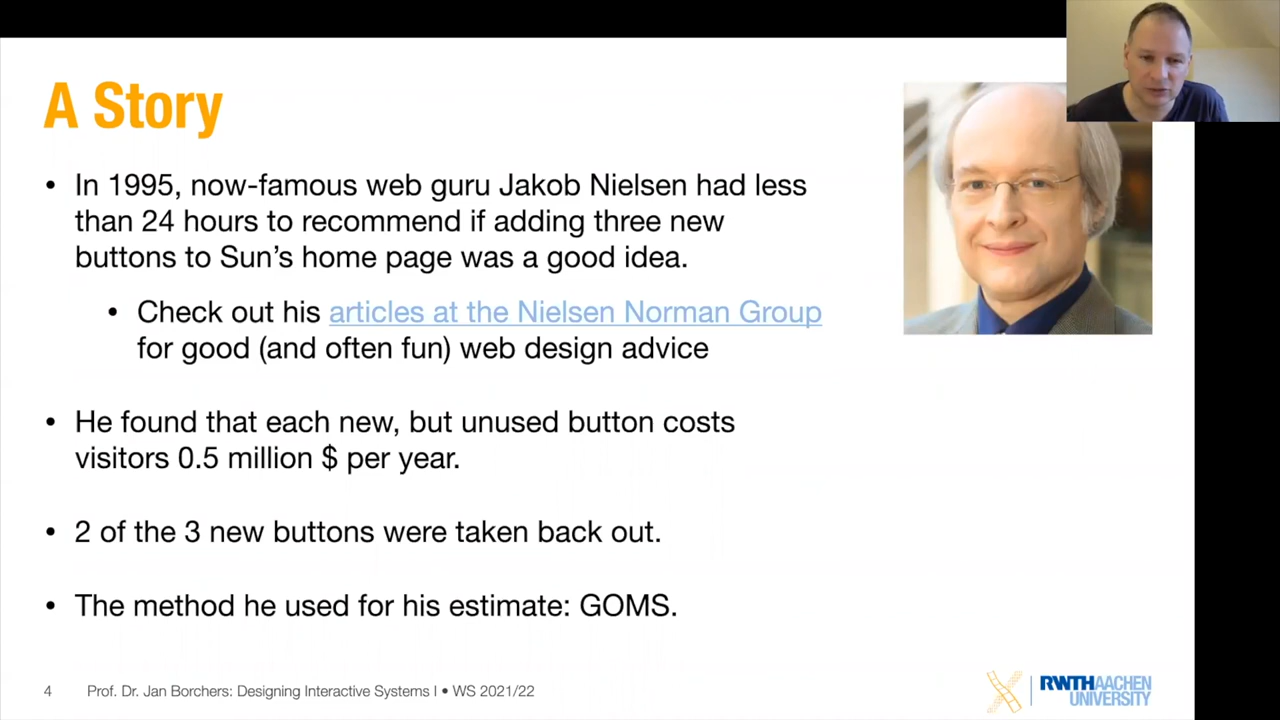 A Story
• In 1995, now-famous web guru Jakob Nielsen had less
than 24 hours to recommend if adding three new
buttons to Sun’s home page was a good idea.
• Check out his articles at the Nielsen Norman Group
for good (and often fun) web design advice
• He found that each new, but unused button costs
visitors 0.5 million $ per year.
• 2 of the 3 new buttons were taken back out.
• The method he used for his estimate: GOMS.
4 Prof. Dr. Jan Borchers: Designing Interactive Systems I • WS 2021/22
RWTHAACHEN
UNIVERSITY